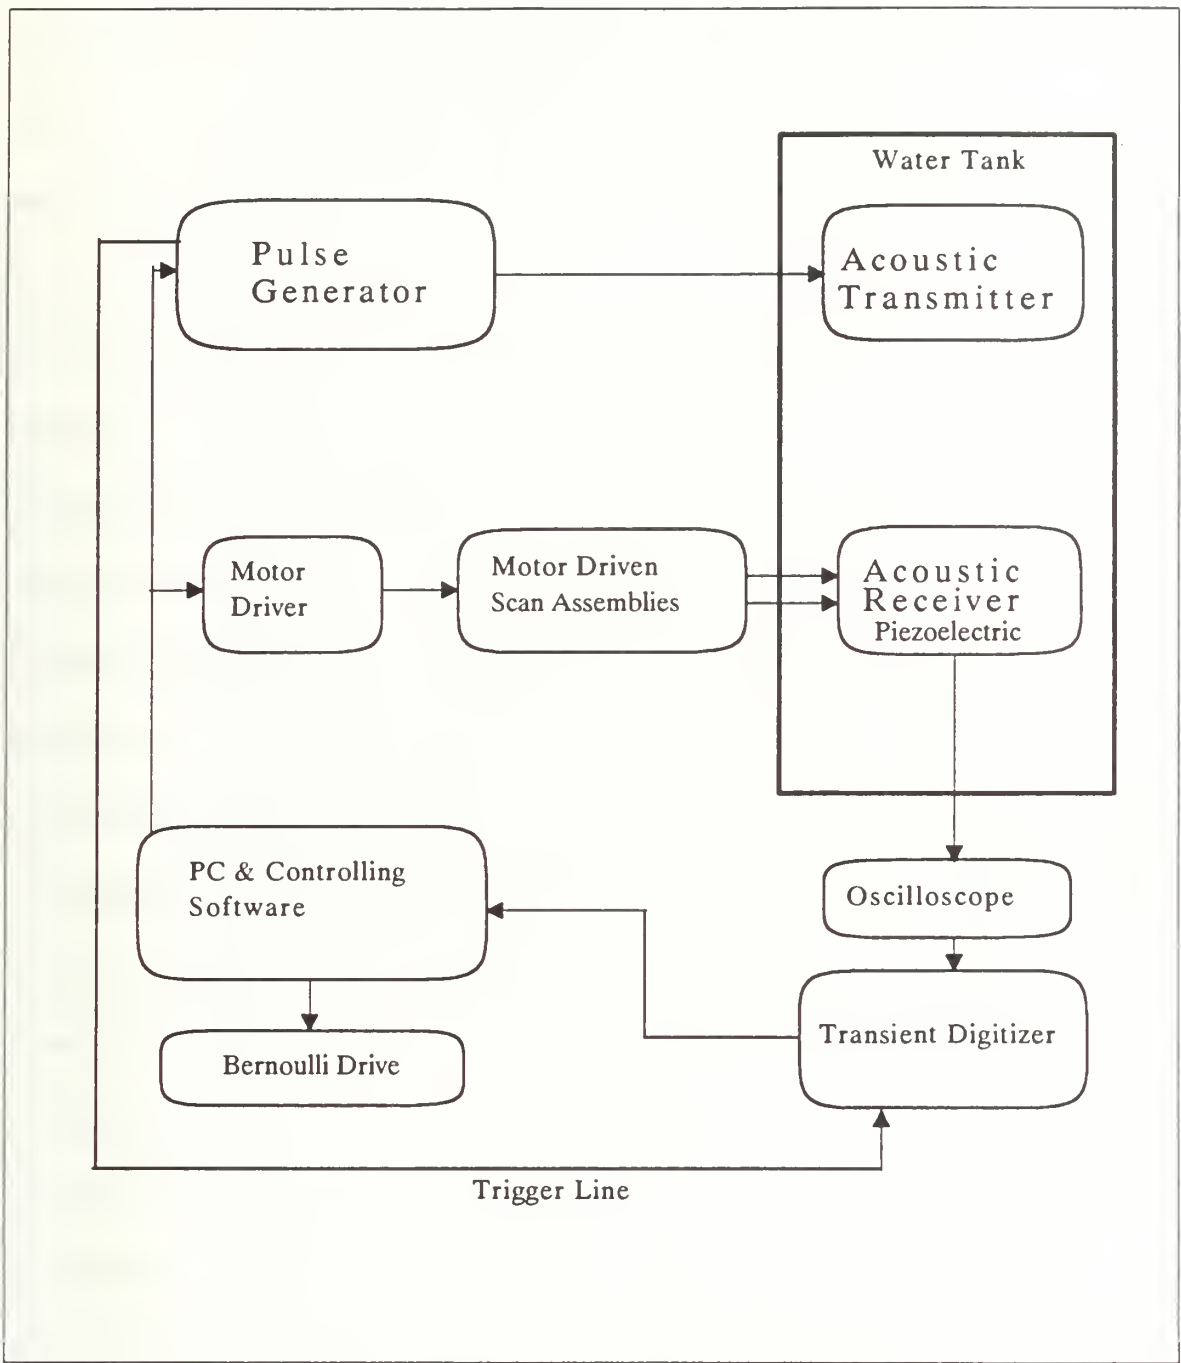 Water Tank
Pulse
Generator
Acoustic
Transmitter
Motor
Driver
Motor Driven
Scan Assemblies
Acoustic
Receiver
Piezoelectric
PC & Controlling
Software
Oscilloscope
Transient Digitizer
Bernoulli Drive
Trigger Line